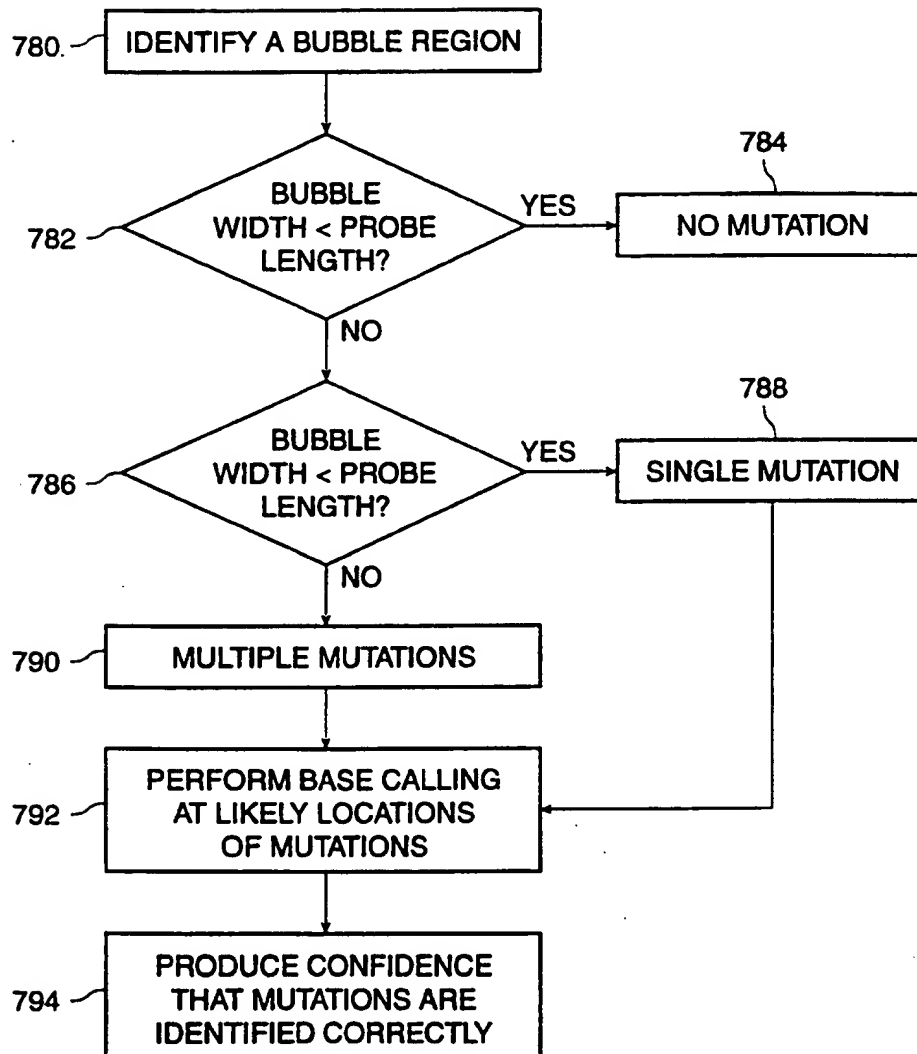 780.
IDENTIFY A BUBBLE REGION
782
BUBBLE
WIDTH < PROBE
LENGTH?
YES
784
NO MUTATION
NO
786
BUBBLE
WIDTH < PROBE
LENGTH?
YES
788
SINGLE MUTATION
NO
790
MULTIPLE MUTATIONS
792
PERFORM BASE CALLING
AT LIKELY LOCATIONS
OF MUTATIONS
794
PRODUCE CONFIDENCE
THAT MUTATIONS ARE
IDENTIFIED CORRECTLY